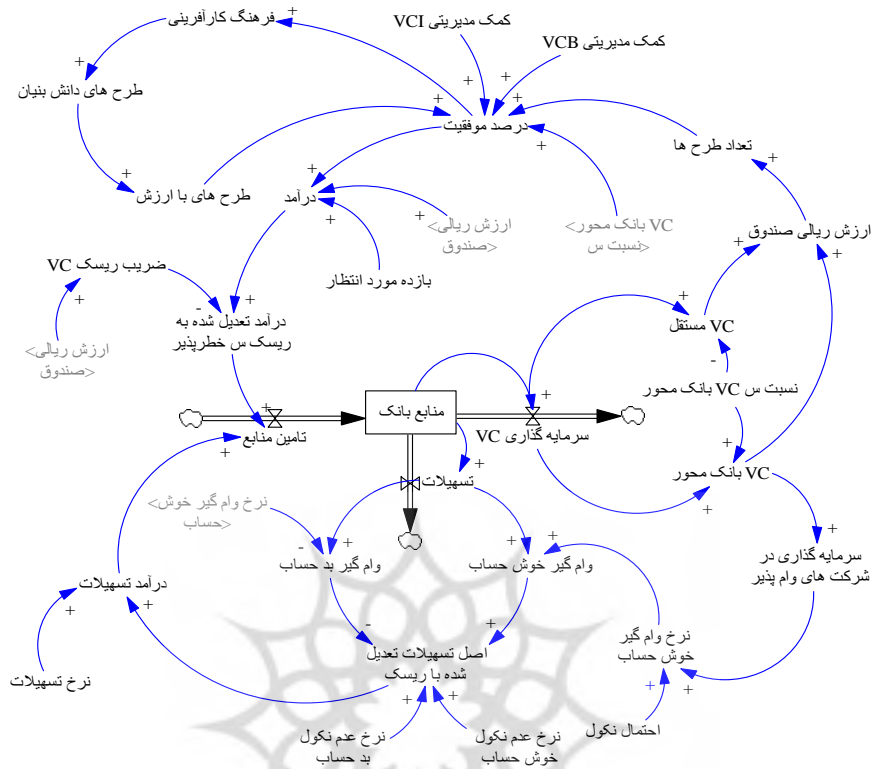 فرهنگ کارآفرینی
کمک مدیریتی VCI
کمک مدیریتی VCB
طرح های دانش بنیان
درصد موفقیت
تعداد طرح ها
طرح های با ارزش
درآمد
<ارزش ریالی
صندوق>
<VC بانک محور
نسبت س>
ارزش ریالی صندوق
ضریب ریسک VC
بازده مورد انتظار
درآمد تعدیل شده به
ریسک س خطرپذیر
VC مستقل
<ارزش ریالی
صندوق>
نسبت س VC بانک محور
منابع بانک
تامین منابع
سرمایه گذاری VC
VC بانک محور
تسهیلات
<نرخ وام گیر خوش
حساب>
وام گیر بد حساب
وام گیر خوش حساب
سرمایه گذاری در
شرکت های وام پذیر
درآمد تسهیلات
نرخ وام گیر
خوش حساب
اصل تسهیلات تعدیل
شده با ریسک
نرخ تسهیلات
نرخ عدم نکول
بد حساب
نرخ عدم نکول
خوش حساب
احتمال نکول